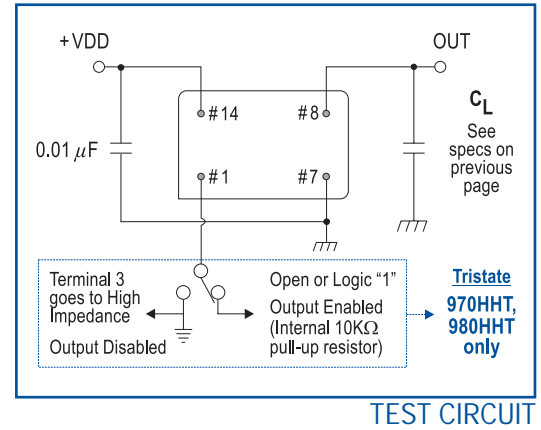 +VDD
OUT
#14
#8
0.01 μF
#1
#7
CL
See
specs on
previous
page
Terminal 3
goes to High
Impedance
Output Disabled
Open or Logic "1"
Output Enabled
(Internal 10KΩ
pull-up resistor)
Tristate
970HHT,
980HHT
only
TEST CIRCUIT